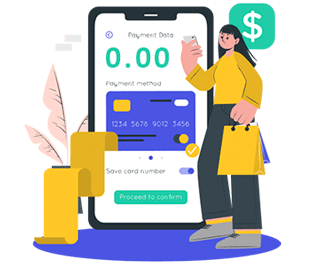 $
Payment Data
0.00
Payment method
1234 5678 9012 3456
Save card number
Proceed to confirm